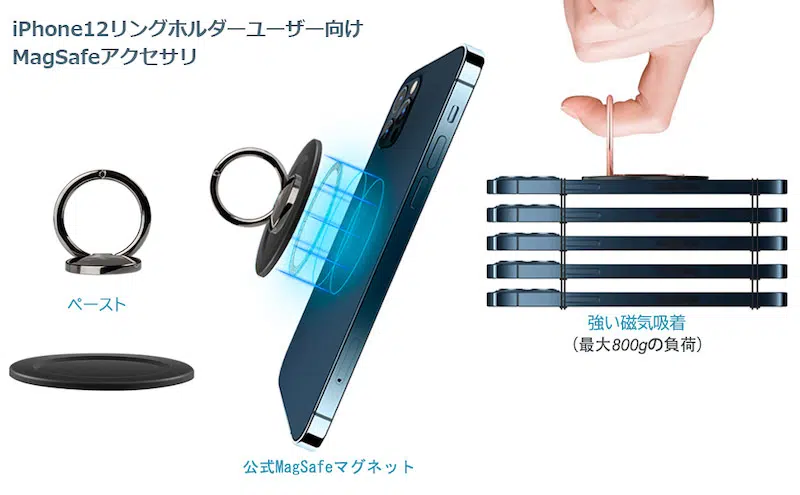 iPhone12リングホルダーユーザー向け
MagSafeアクセサリ
ペースト
公式MagSafeマグネット
強い磁気吸着
(最大800gの負荷)